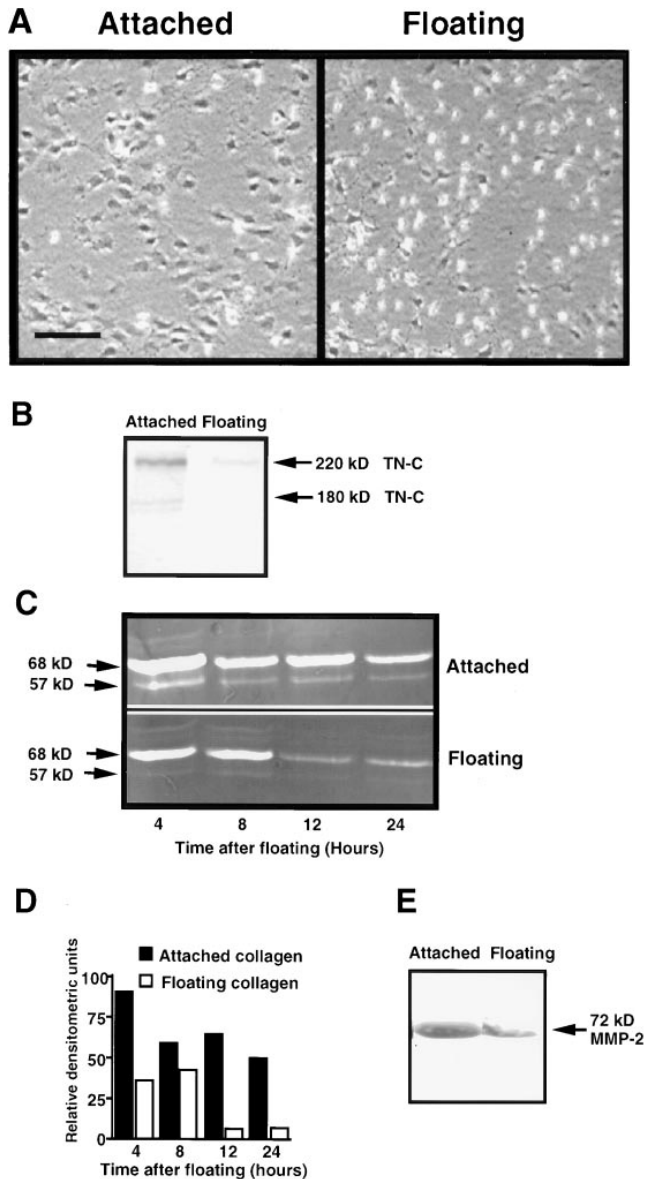 A
Attached Floating
B
Attached Floating
220 kD TN-C
180 kD TN-C
C
68 kD
57 kD
Attached
68 kD
57 kD
Floating
4 8 12 24
Time after floating (Hours)
D
Attached collagen
Floating collagen
Relative densitometric units
100
75
50
25
0
4 8 12 24
Time after floating (hours)
E
Attached Floating
72 kD
MMP-2